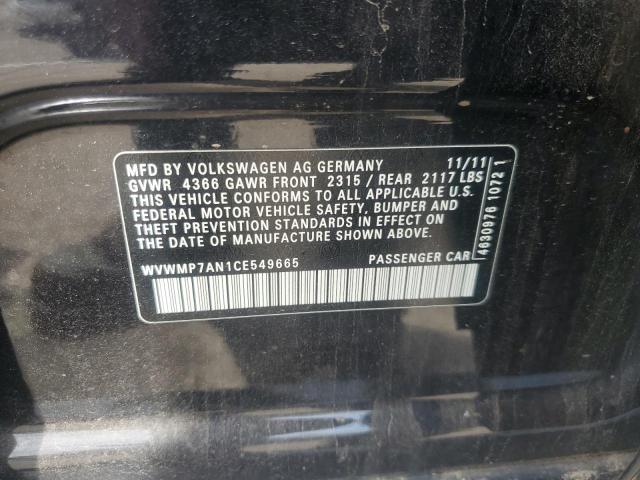 MFD BY VOLKSWAGEN AG GERMANY 11/11
GVWR 4366 GAWR FRONT 2315 / REAR 2117 LBS
THIS VEHICLE CONFORMS TO ALL APPLICABLE U.S.
FEDERAL MOTOR VEHICLE SAFETY, BUMPER AND
THEFT PREVENTION STANDARDS IN EFFECT ON
THE DATE OF MANUFACTURE SHOWN ABOVE.
WVWMP7AN1CE549665 PASSENGER CAR
4630976 1072 1